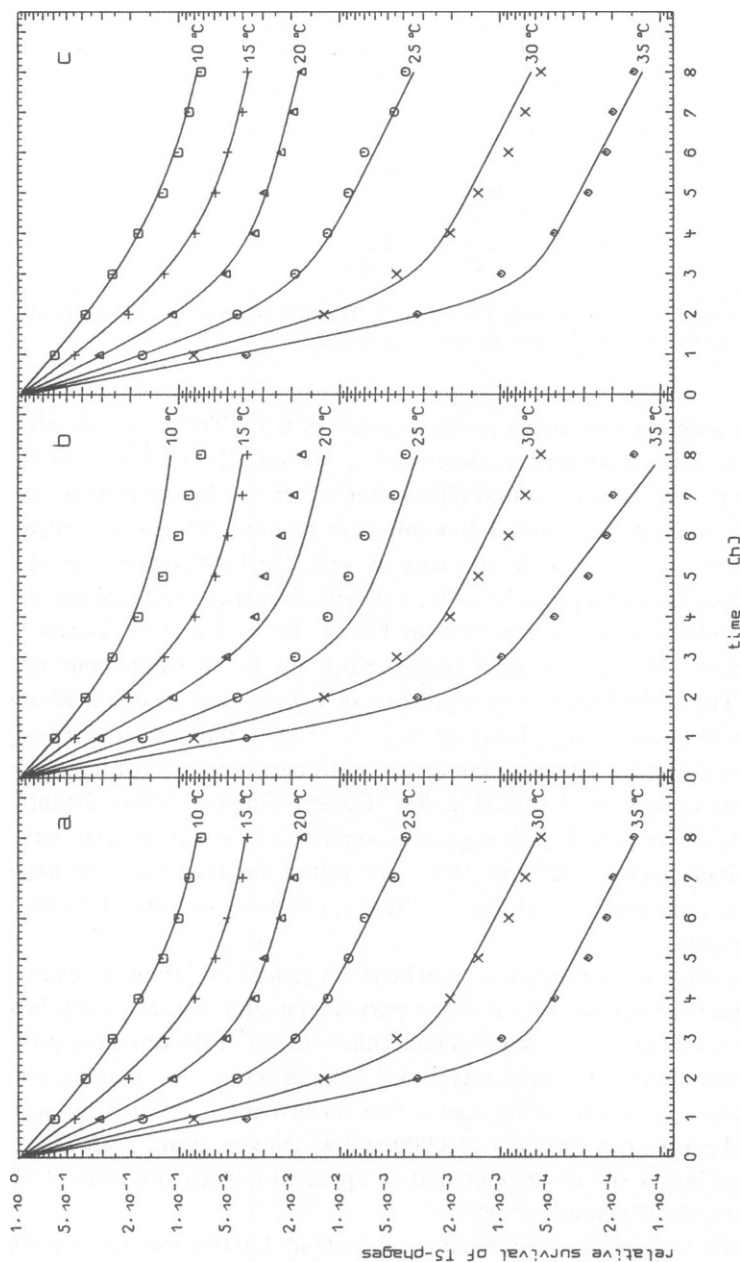 a
b
c
1·10⁰
5·10⁻¹
2·10⁻¹
1·10⁻¹
5·10⁻²
2·10⁻²
1·10⁻²
5·10⁻³
2·10⁻³
1·10⁻³
5·10⁻⁴
2·10⁻⁴
1·10⁻⁴
relative survival of T5-phages
10 °C
15 °C
20 °C
25 °C
30 °C
35 °C
10 °C
15 °C
20 °C
25 °C
30 °C
35 °C
10 °C
15 °C
20 °C
25 °C
30 °C
35 °C
0 1 2 3 4 5 6 7 8
0 1 2 3 4 5 6 7 8
0 1 2 3 4 5 6 7 8
time [h]